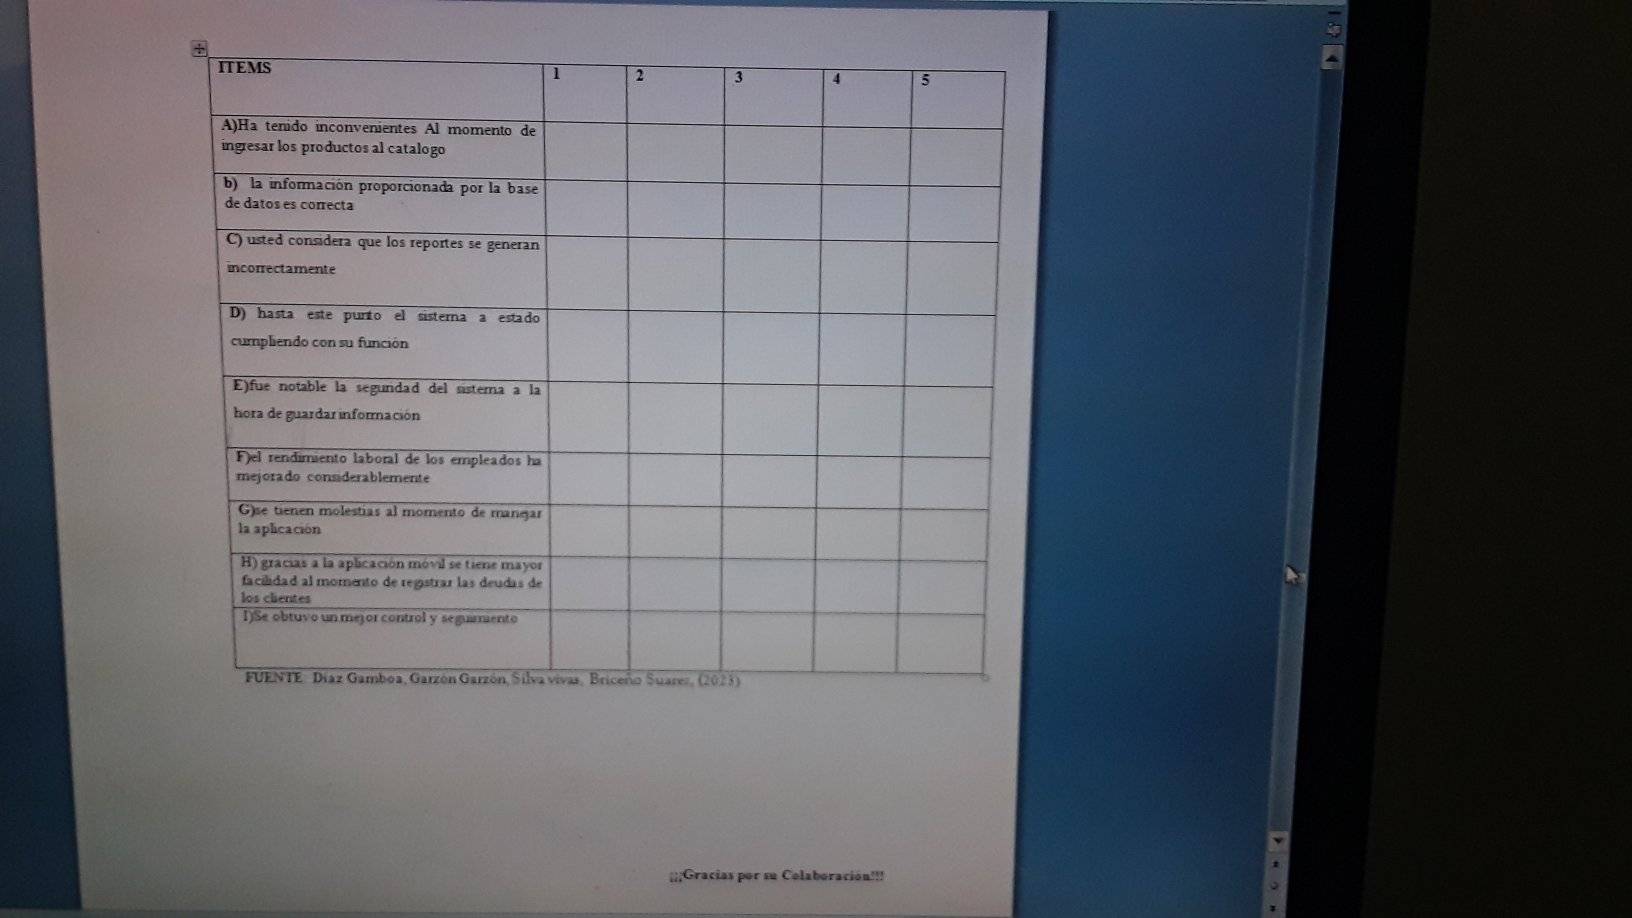 ITEMS 1 2 3 4 5
A)Ha tenido inconvenientes Al momento de
ingresar los productos al catalogo
b) la información proporcionada por la base
de datos es correcta
C) usted considera que los reportes se generan
incorrectamente
D) hasta este punto el sistema a estado
cumpliendo con su función
E)fue notable la seguridad del sistema a la
hora de guardar información
F)el rendimiento laboral de los empleados ha
mejorado considerablemente
G)se tienen molestias al momento de manejar
la aplicación
H) gracias a la aplicación móvil se tiene mayor
facilidad al momento de registrar las deudas de
los clientes
I)Se obtuvo un mejor control y seguimiento
FUENTE: Díaz Gamboa, Garzón Garzón, Silva vivas, Briceño Suarez, (2023)
¡¡¡Gracias por su Colaboración!!!